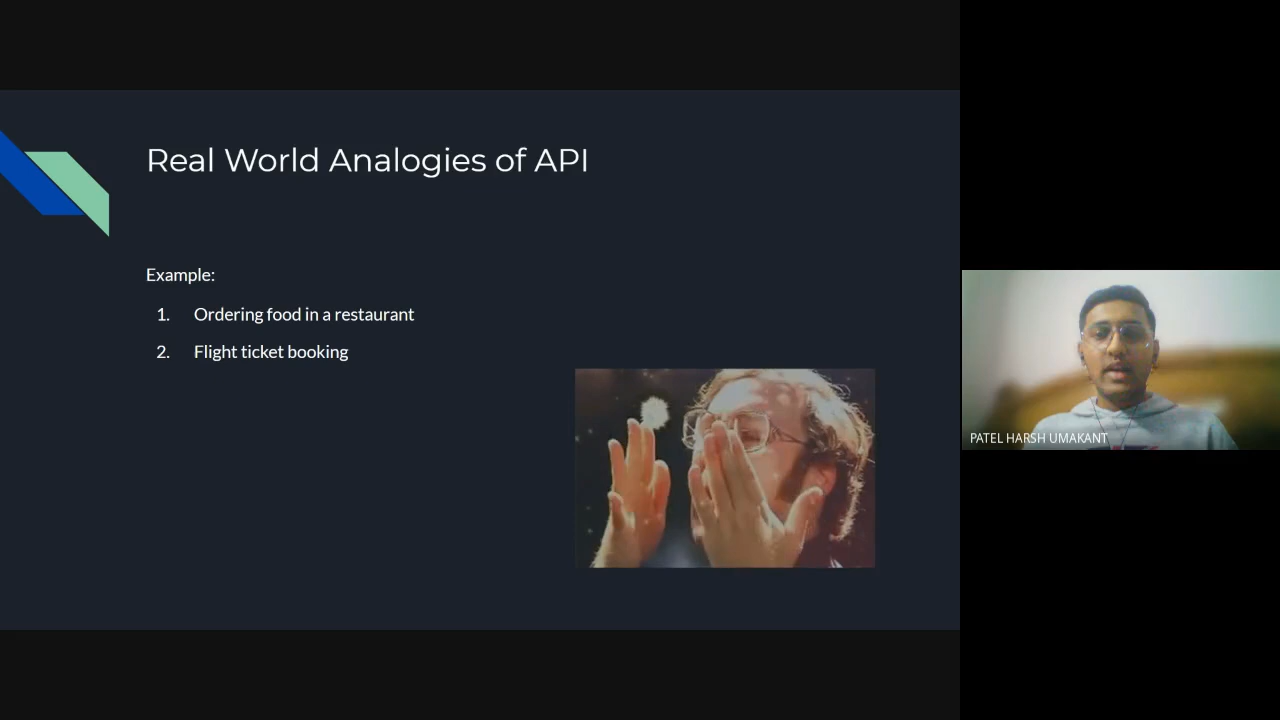 Real World Analogies of API
Example:
1. Ordering food in a restaurant
2. Flight ticket booking
PATEL HARSH UMAKANT